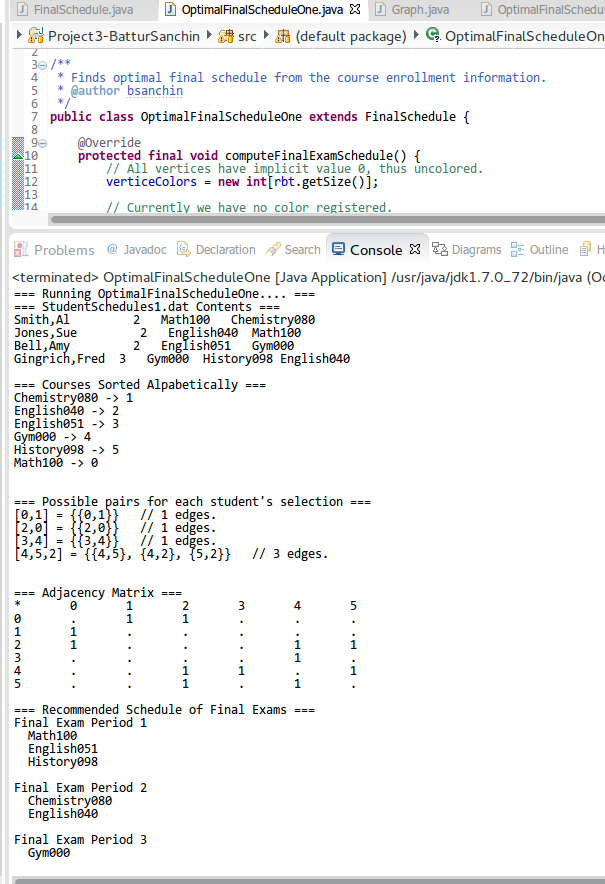 FinalSchedule.java OptimalFinalScheduleOne.java Graph.java OptimalFinalSchedu
Project3-BatturSanchin src (default package) OptimalFinalScheduleOn
2
3 /**
4 * Finds optimal final schedule from the course enrollment information.
5 * @author bsanchin
6 */
7 public class OptimalFinalScheduleOne extends FinalSchedule {
8
9 @Override
10 protected final void computeFinalExamSchedule() {
11 // All vertices have implicit value 0, thus uncolored.
12 verticeColors = new int[rbt.getSize()];
13
14 // Currently we have no color registered.
Problems @ Javadoc Declaration Search Console Diagrams Outline H
<terminated> OptimalFinalScheduleOne [Java Application] /usr/java/jdk1.7.0_72/bin/java (Oc
=== Running OptimalFinalScheduleOne.... ===
=== StudentSchedules1.dat Contents ===
Smith,Al 2 Math100 Chemistry080
Jones,Sue 2 English040 Math100
Bell,Amy 2 English051 Gym000
Gingrich,Fred 3 Gym000 History098 English040
=== Courses Sorted Alpabetically ===
Chemistry080 -> 1
English040 -> 2
English051 -> 3
Gym000 -> 4
History098 -> 5
Math100 -> 0
=== Possible pairs for each student's selection ===
[0,1] = {{0,1}} // 1 edges.
[2,0] = {{2,0}} // 1 edges.
[3,4] = {{3,4}} // 1 edges.
[4,5,2] = {{4,5}, {4,2}, {5,2}} // 3 edges.
=== Adjacency Matrix ===
* 0 1 2 3 4 5
0 . 1 1 . . .
1 1 . . . . .
2 1 . . . 1 1
3 . . . . 1 .
4 . . 1 1 . 1
5 . . 1 . 1 .
=== Recommended Schedule of Final Exams ===
Final Exam Period 1
Math100
English051
History098
Final Exam Period 2
Chemistry080
English040
Final Exam Period 3
Gym000